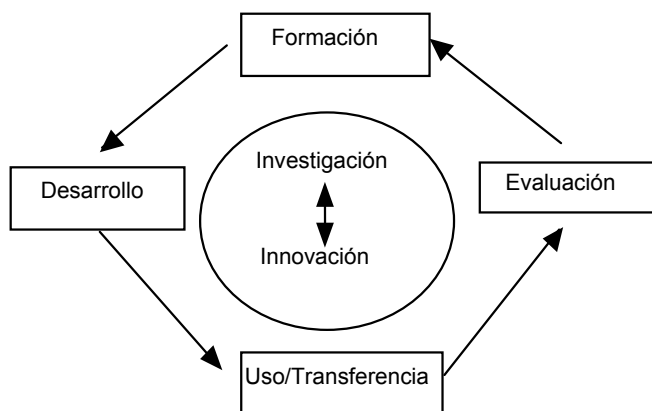 Formación
Investigación
Desarrollo
Evaluación
Innovación
Uso/Transferencia